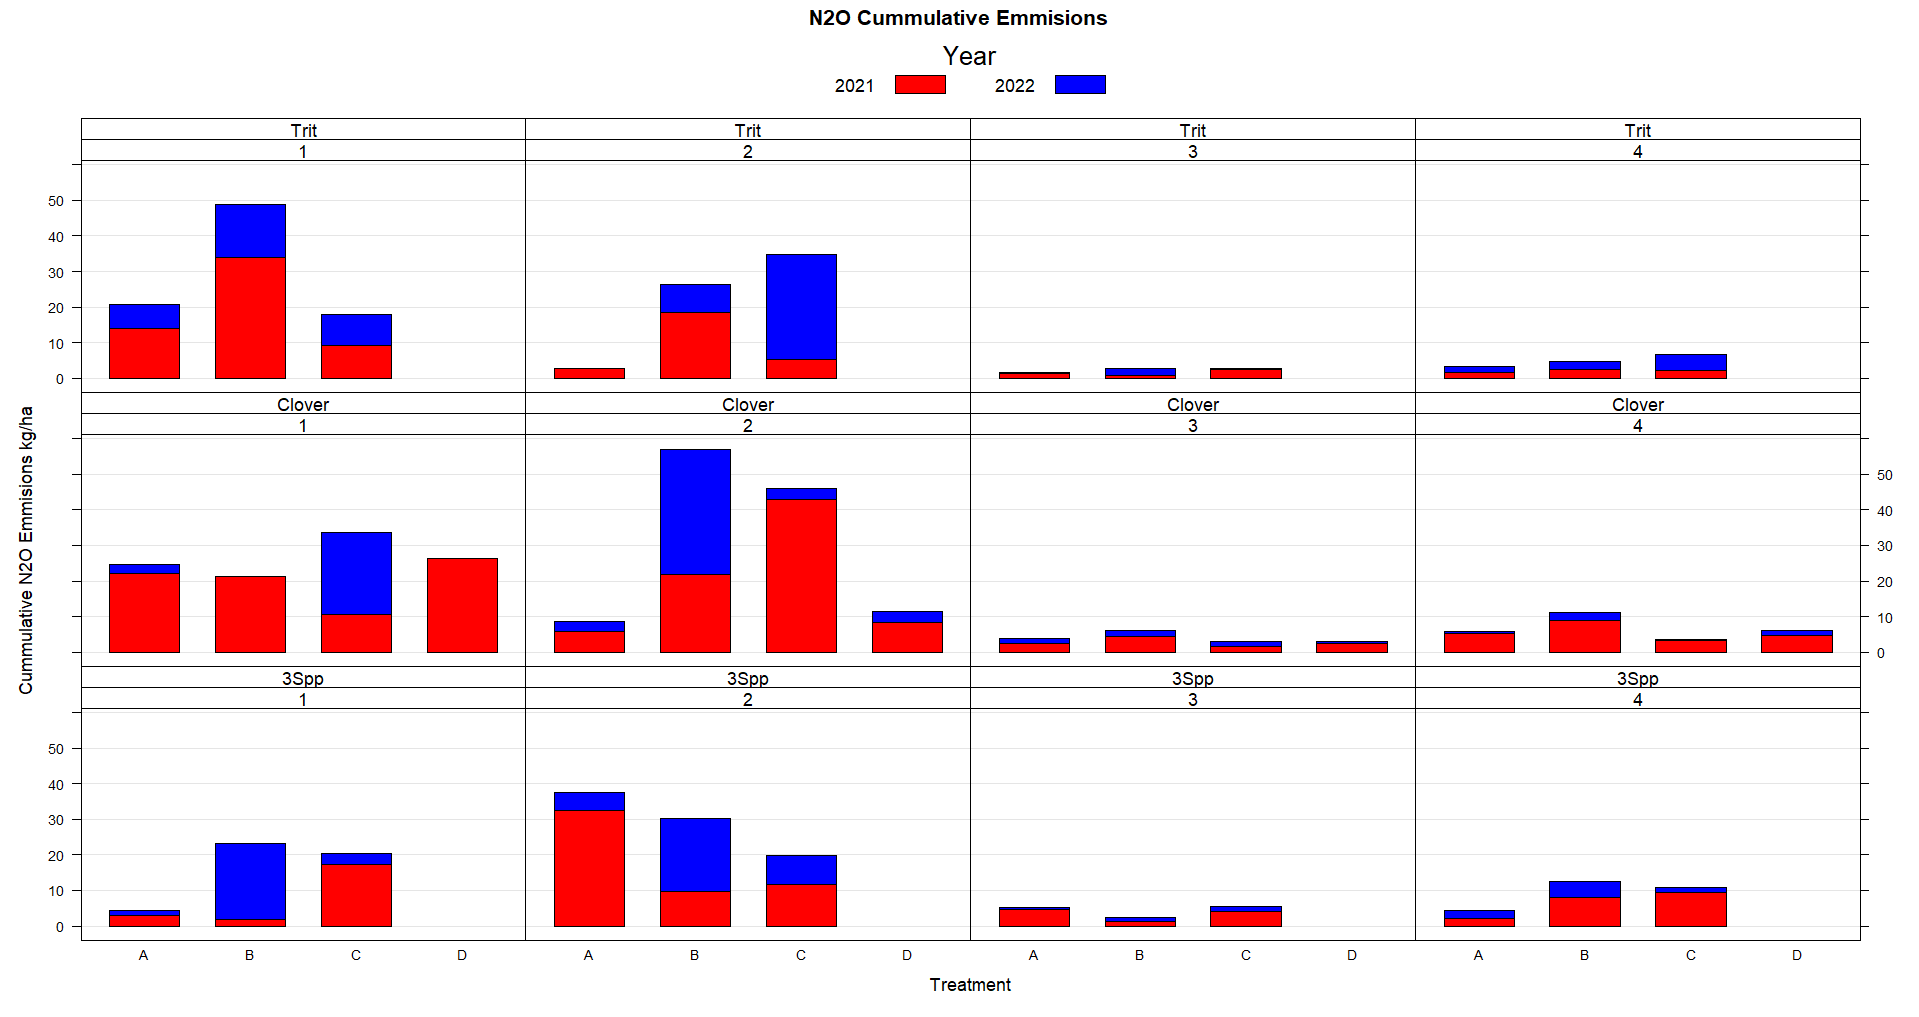 N2O Cummulative Emmisions
Year
2021 2022
Trit Trit Trit Trit
1 2 3 4
50
40
30
20
10
0
Clover Clover Clover Clover
1 2 3 4
50
40
30
20
10
0
Cummulative N2O Emmisions kg/ha
3Spp 3Spp 3Spp 3Spp
1 2 3 4
50
40
30
20
10
0
A B C D A B C D A B C D A B C D
Treatment